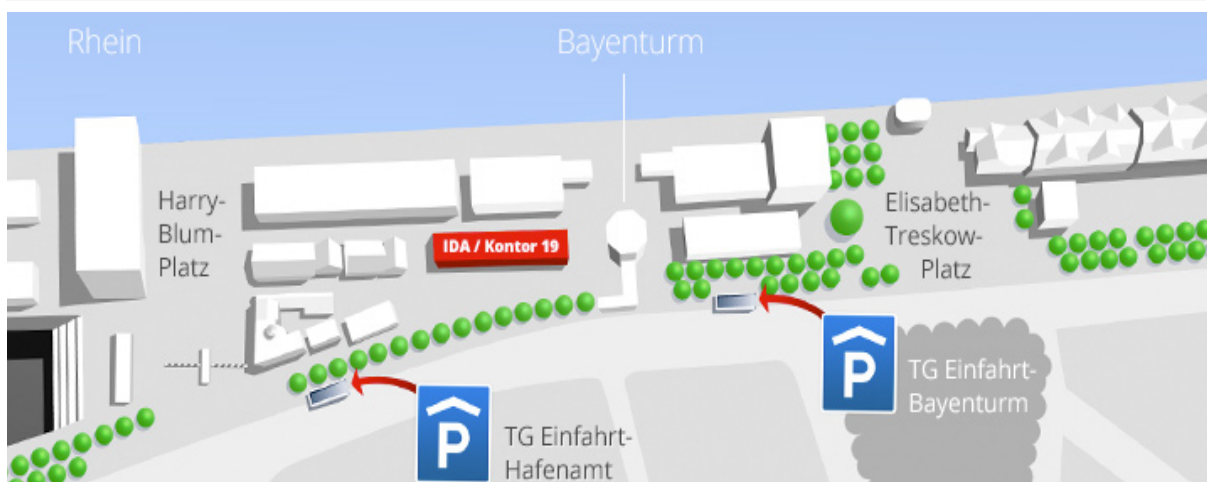 Rhein
Bayenturm
Harry-
Blum-
Platz
IDA / Kontor 19
Elisabeth-
Treskow-
Platz
P
TG Einfahrt-
Bayenturm
P
TG Einfahrt-
Hafenamt